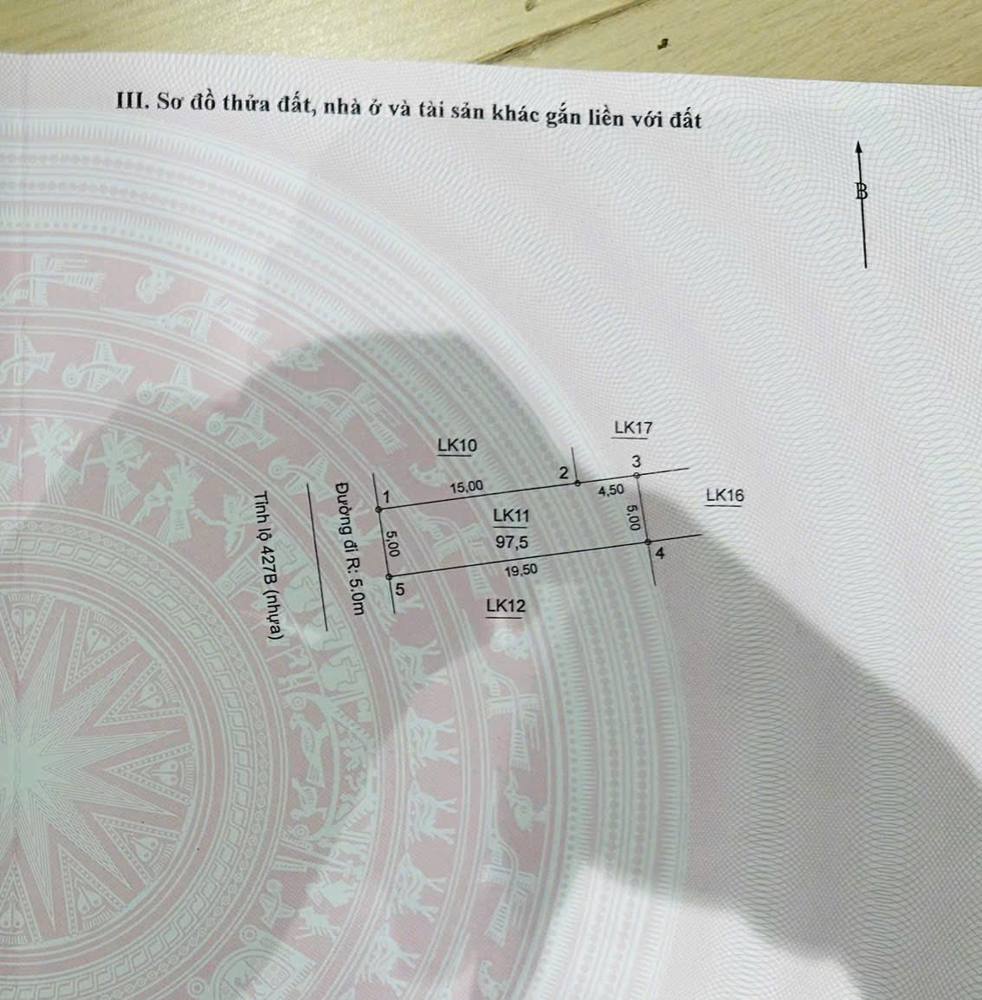 III. Sơ đồ thửa đất, nhà ở và tài sản khác gắn liền với đất
B
LK17
LK10
3
2
15,00
4,50
LK16
1
LK11
5,00
97,5
5,00
4
19,50
5
LK12
Đường đi R: 5.0m
Tỉnh lộ 427B (nhựa)